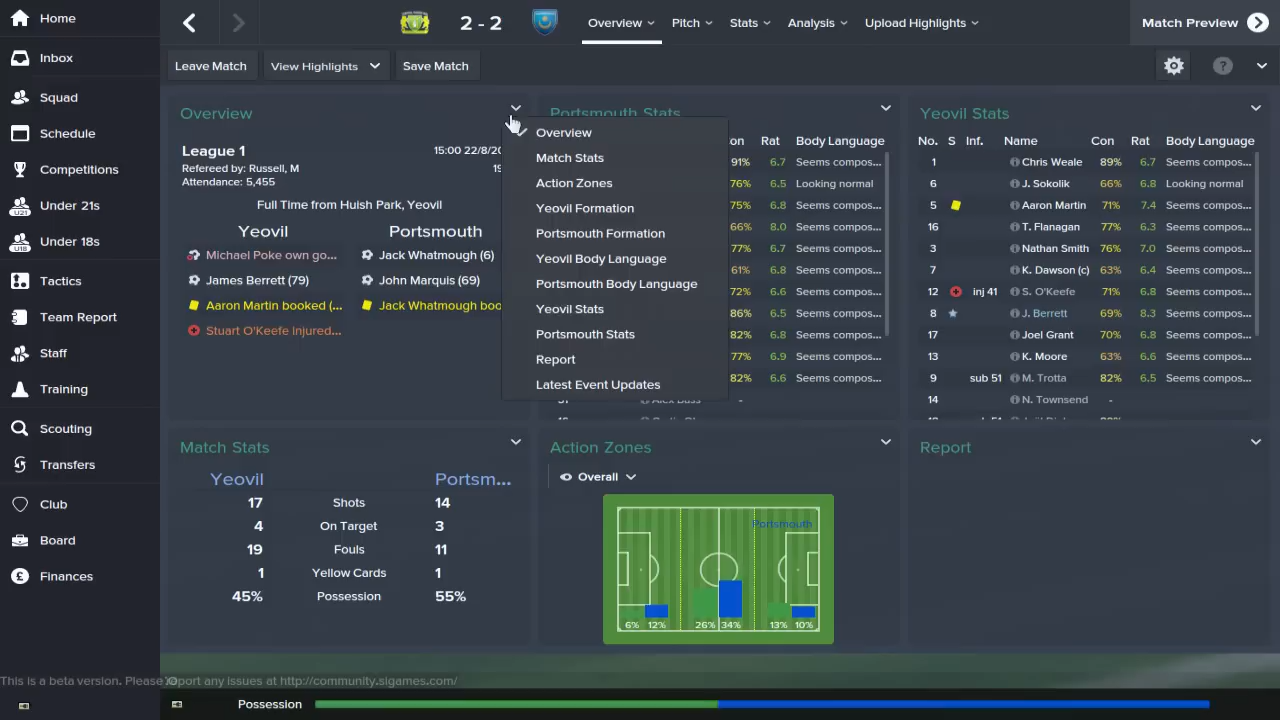 Home
Inbox
Squad
Schedule
Competitions
U21 Under 21s
U18 Under 18s
Tactics
Team Report
Staff
Training
Scouting
Transfers
Club
Board
Finances
2 - 2
Overview
Pitch
Stats
Analysis
Upload Highlights
Match Preview
Leave Match
View Highlights
Save Match
?
Overview
League 1
15:00 22/8/20
Refereed by: Russell, M
19
Attendance: 5,455
Full Time from Huish Park, Yeovil
Yeovil Portsmouth
Michael Poke own go... Jack Whatmough (6)
James Berrett (79) John Marquis (69)
Aaron Martin booked (... Jack Whatmough boo
Stuart O'Keefe injured...
Overview
Match Stats
Action Zones
Yeovil Formation
Portsmouth Formation
Yeovil Body Language
Portsmouth Body Language
Yeovil Stats
Portsmouth Stats
Report
Latest Event Updates
Portsmouth Stats
on Rat Body Language
91% 6.7 Seems compos...
76% 6.5 Looking normal
75% 6.8 Seems compos...
66% 8.0 Seems compos...
77% 6.7 Seems compos...
61% 6.8 Seems compos...
72% 6.6 Seems compos...
86% 6.5 Seems compos...
82% 6.8 Seems compos...
77% 6.9 Seems compos...
82% 6.6 Seems compos...
-
Yeovil Stats
No. S Inf. Name Con Rat Body Language
1 Chris Weale 89% 6.7 Seems compos...
6 J. Sokolik 66% 6.8 Looking normal
5 Aaron Martin 71% 7.4 Seems compos...
16 T. Flanagan 77% 6.3 Seems compos...
3 Nathan Smith 76% 7.0 Seems compos...
7 K. Dawson (c) 63% 6.4 Seems compos...
12 inj 41 S. O'Keefe 71% 6.8 Seems compos...
8 J. Berrett 69% 8.3 Seems compos...
17 Joel Grant 70% 6.8 Seems compos...
13 K. Moore 63% 6.6 Seems compos...
9 sub 51 M. Trotta 82% 6.5 Seems compos...
14 N. Townsend -
Match Stats
Yeovil Portsm...
17 Shots 14
4 On Target 3
19 Fouls 11
1 Yellow Cards 1
45% Possession 55%
Action Zones
Overall
Portsmouth
6% 12% 26% 34% 13% 10%
Report
This is a beta version. Please report any issues at http://community.sigames.com/
Possession